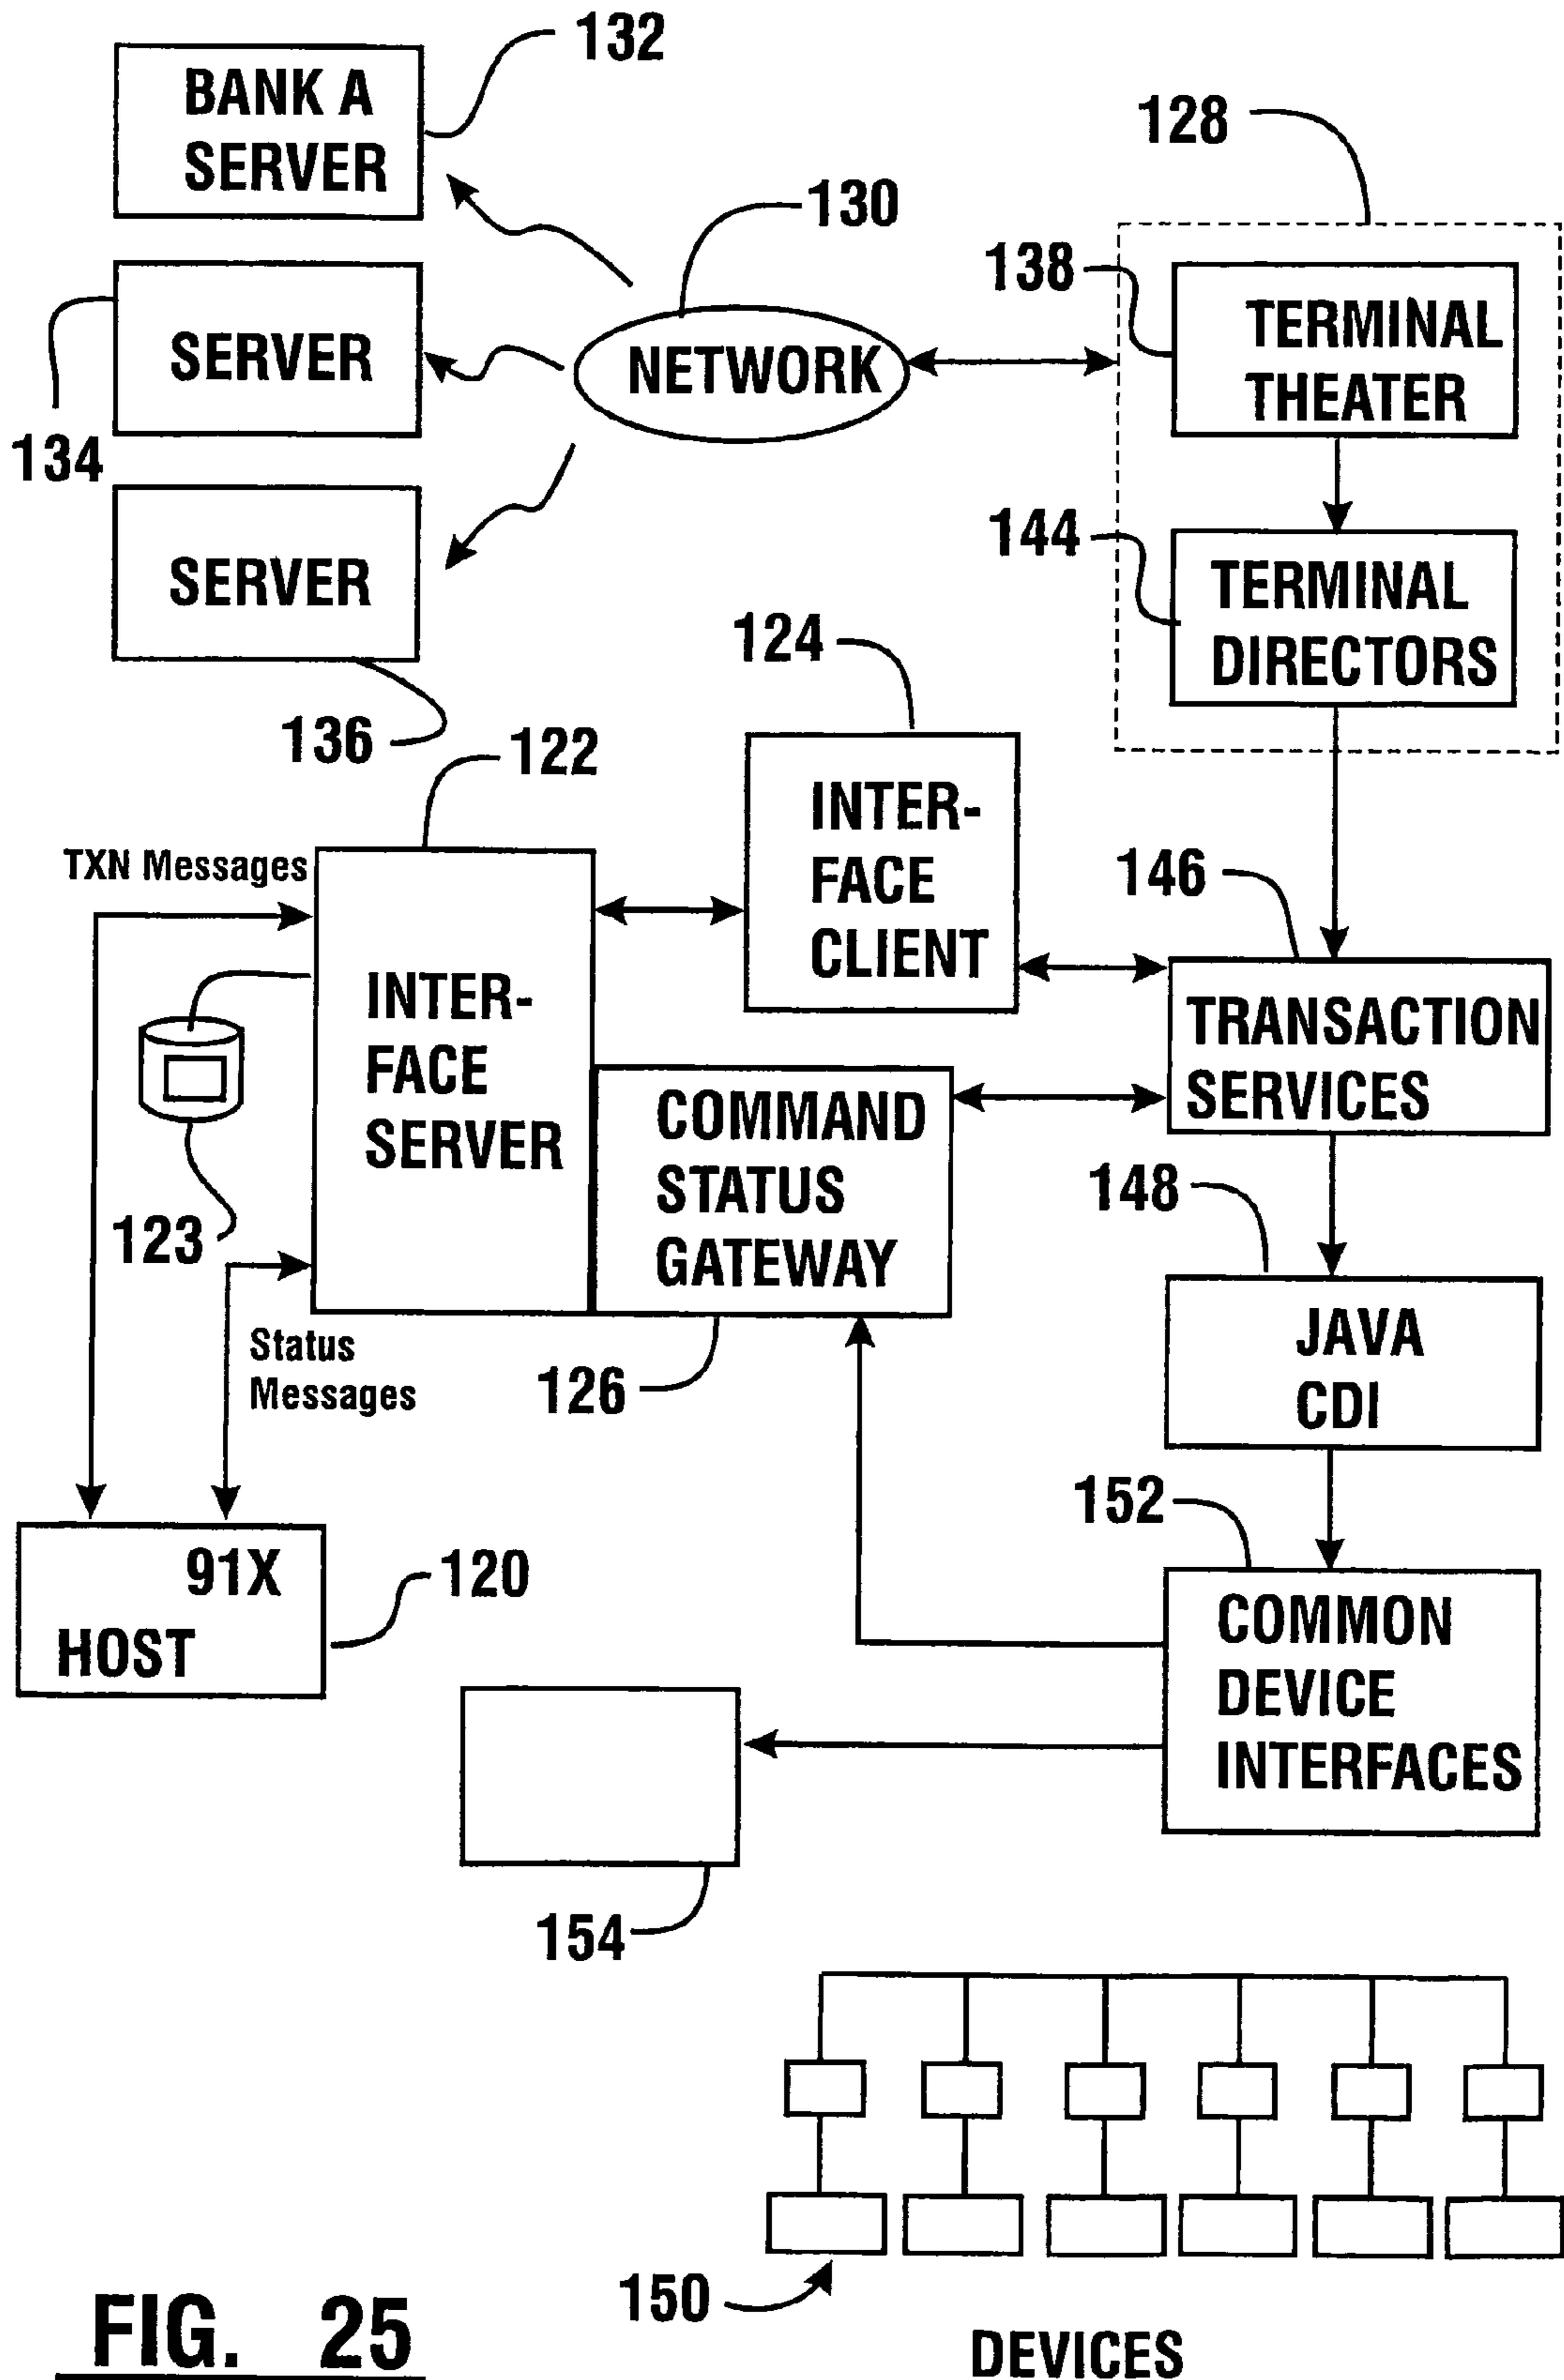 132
BANK A
SERVER
128
130
138
TERMINAL
THEATER
SERVER
NETWORK
134
144
TERMINAL
DIRECTORS
SERVER
124
136
122
INTER-
FACE
CLIENT
TXN Messages
146
INTER-
FACE
SERVER
TRANSACTION
SERVICES
COMMAND
STATUS
GATEWAY
123
148
Status
Messages
126
JAVA
CDI
152
91X
HOST
120
COMMON
DEVICE
INTERFACES
154
150
DEVICES
FIG. 25